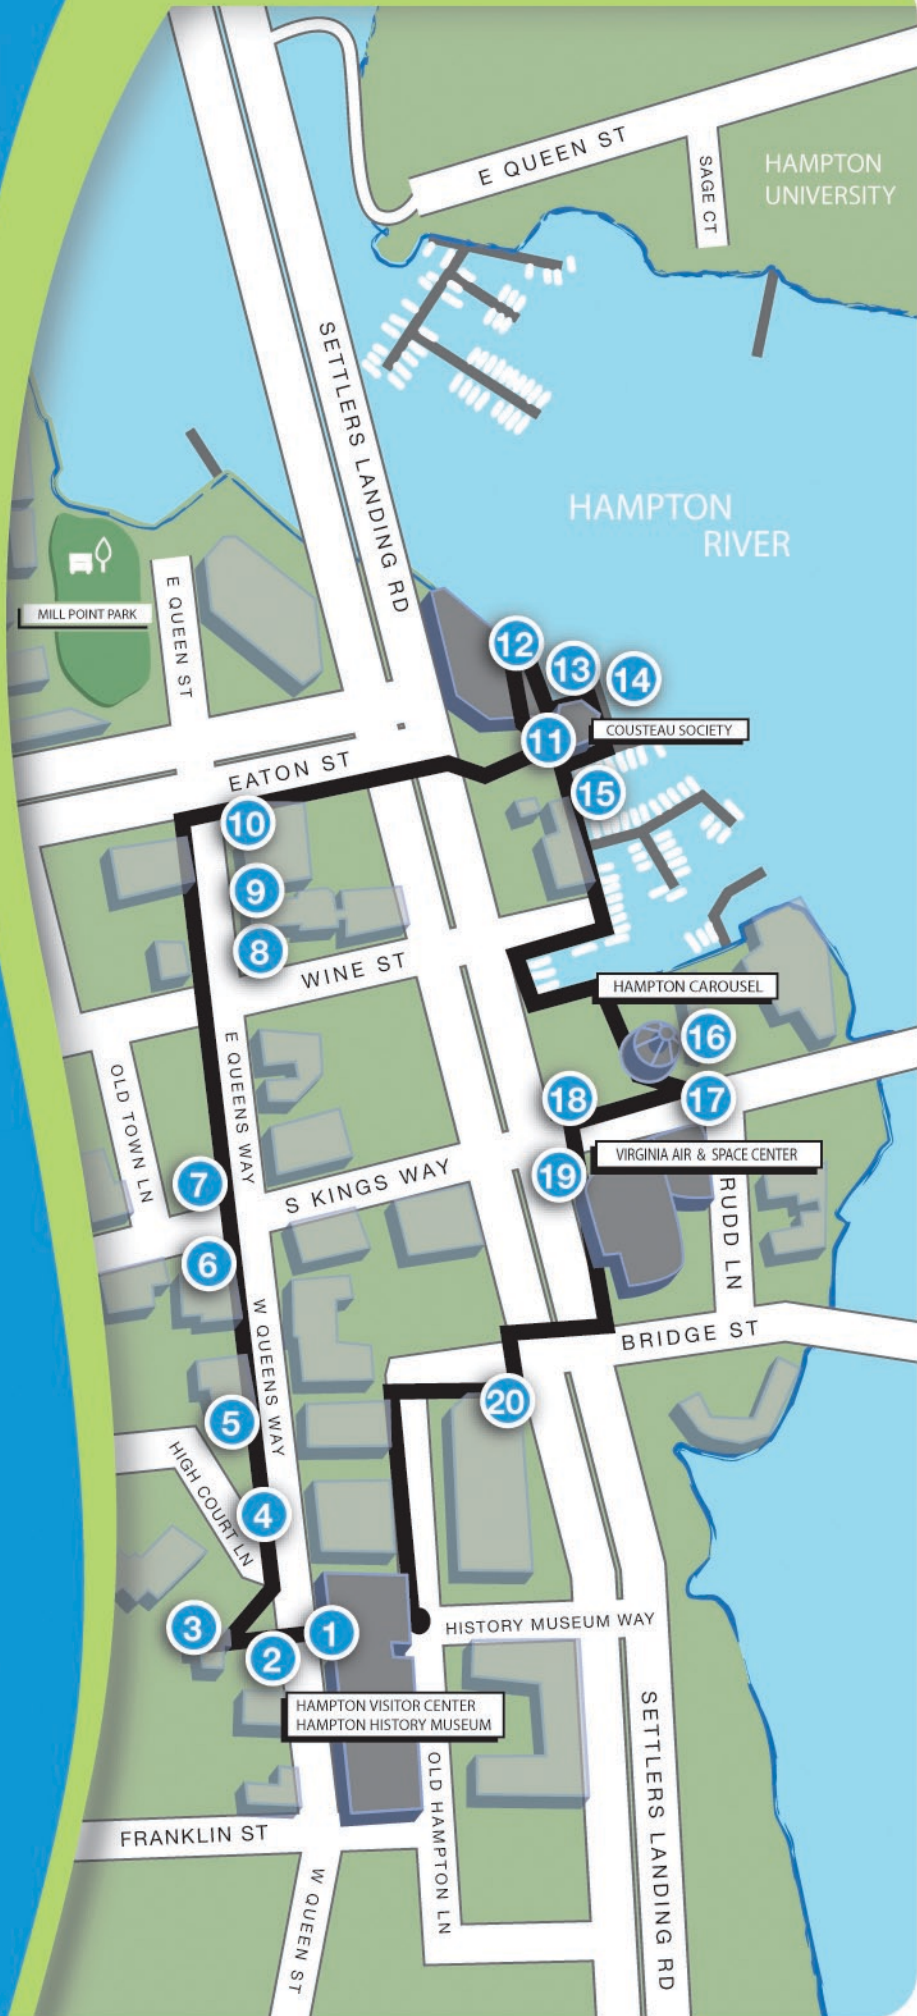 E QUEEN ST
SAGE CT
HAMPTON
UNIVERSITY
SETTLERS LANDING RD
HAMPTON
RIVER
MILL POINT PARK
E QUEEN ST
12
13
14
11
COUSTEAU SOCIETY
EATON ST
15
10
9
8
WINE ST
HAMPTON CAROUSEL
16
E QUEENS WAY
OLD TOWN LN
18
17
VIRGINIA AIR & SPACE CENTER
19
7
S KINGS WAY
RUDD LN
6
W QUEENS WAY
BRIDGE ST
20
5
HIGH COURT LN
4
3
1
HISTORY MUSEUM WAY
2
HAMPTON VISITOR CENTER
HAMPTON HISTORY MUSEUM
SETTLERS LANDING RD
OLD HAMPTON LN
FRANKLIN ST
W QUEEN ST